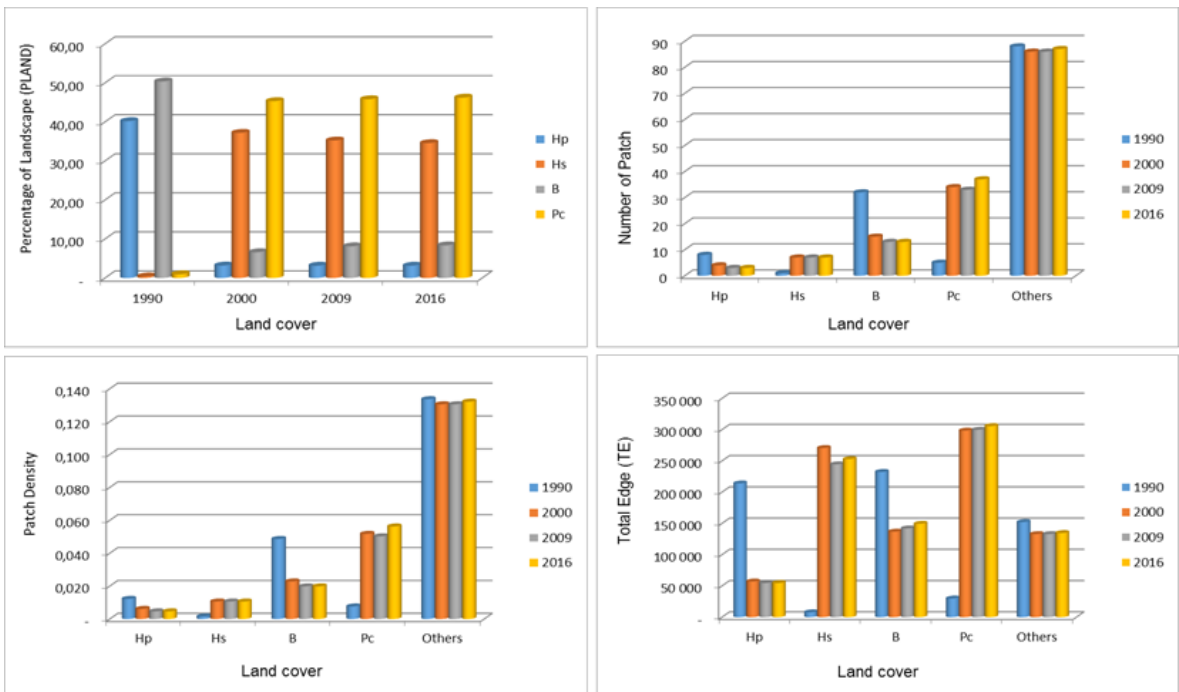 Percentage of Landscape (PLAND)
60,00
50,00
40,00
30,00
20,00
10,00
-
1990 2000 2009 2016
Land cover
Hp
Hs
B
Pc
Number of Patch
90
80
70
60
50
40
30
20
10
0
Hp Hs B Pc Others
Land cover
1990
2000
2009
2016
Patch Density
0,140
0,120
0,100
0,080
0,060
0,040
0,020
-
Hp Hs B Pc Others
Land cover
1990
2000
2009
2016
Total Edge (TE)
350 000
300 000
250 000
200 000
150 000
100 000
50 000
-
Hp Hs B Pc Others
Land cover
1990
2000
2009
2016